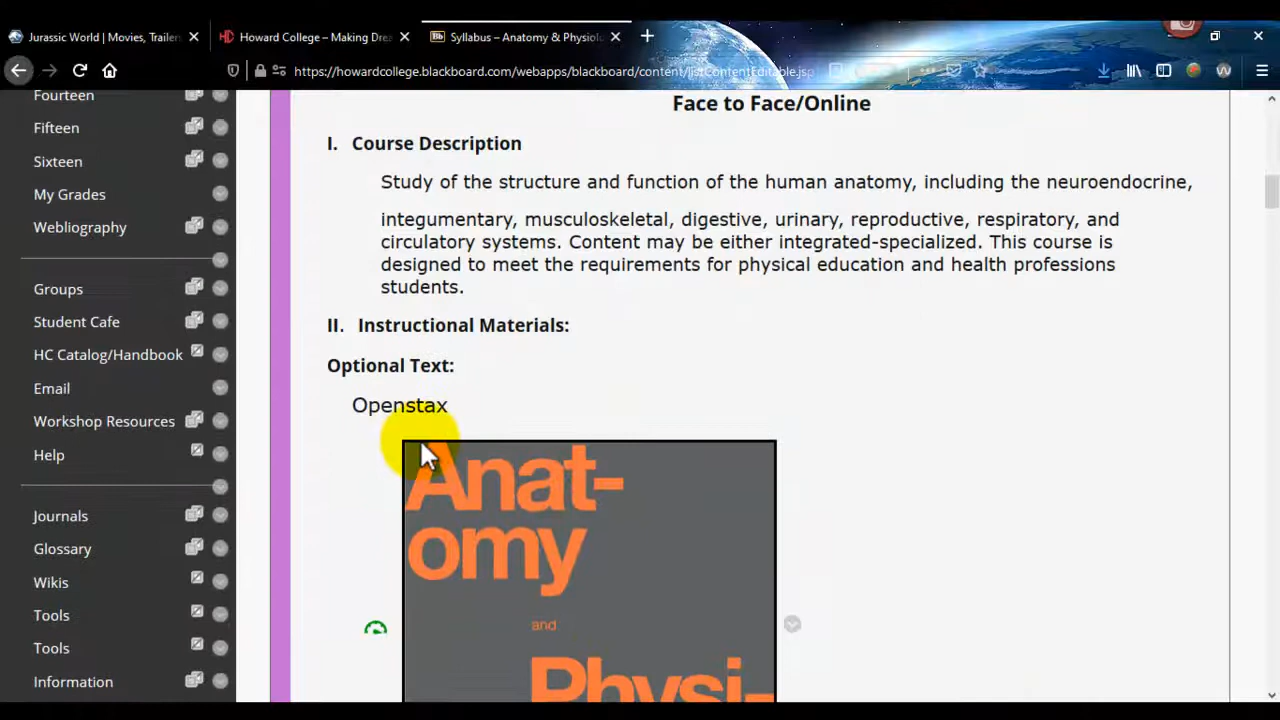 Jurassic World | Movies, Trailer
Howard College – Making Dre
Bb Syllabus – Anatomy & Physiol
https://howardcollege.blackboard.com/webapps/blackboard/content/listContentEditable.jsp
Fourteen
Fifteen
Sixteen
My Grades
Webliography
Groups
Student Cafe
HC Catalog/Handbook
Email
Workshop Resources
Help
Journals
Glossary
Wikis
Tools
Tools
Information
Face to Face/Online
I. Course Description
Study of the structure and function of the human anatomy, including the neuroendocrine,
integumentary, musculoskeletal, digestive, urinary, reproductive, respiratory, and
circulatory systems. Content may be either integrated-specialized. This course is
designed to meet the requirements for physical education and health professions
students.
II. Instructional Materials:
Optional Text:
Openstax
Anat-
omy
and
Physi-